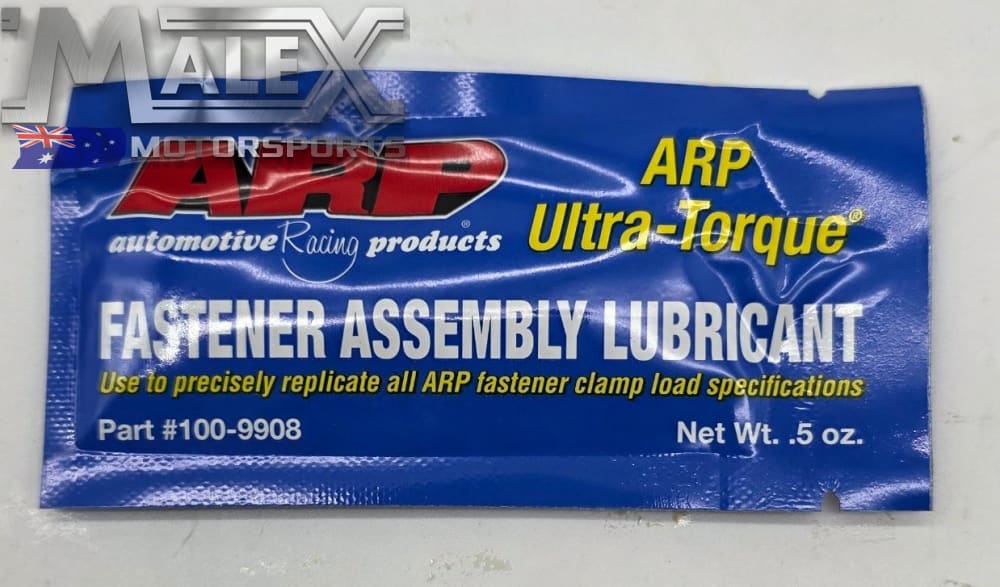 MALEX
MOTORSPORTS
ARP
automotive Racing products®
ARP
Ultra-Torque®
FASTENER ASSEMBLY LUBRICANT
Use to precisely replicate all ARP fastener clamp load specifications
Part #100-9908
Net Wt. .5 oz.